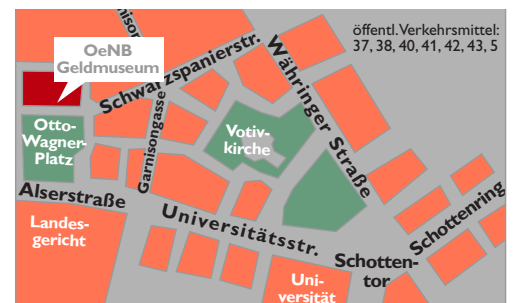 OeNB
Geldmuseum
öffentl. Verkehrsmittel:
37, 38, 40, 41, 42, 43, 5
Schwarzspanierstr.
Währinger Straße
Garnisongasse
Otto-
Wagner-
Platz
Votiv-
kirche
Alserstraße
Universitätsstr.
Landes-
gericht
Schotten-
tor
Schottenring
Uni-
versität